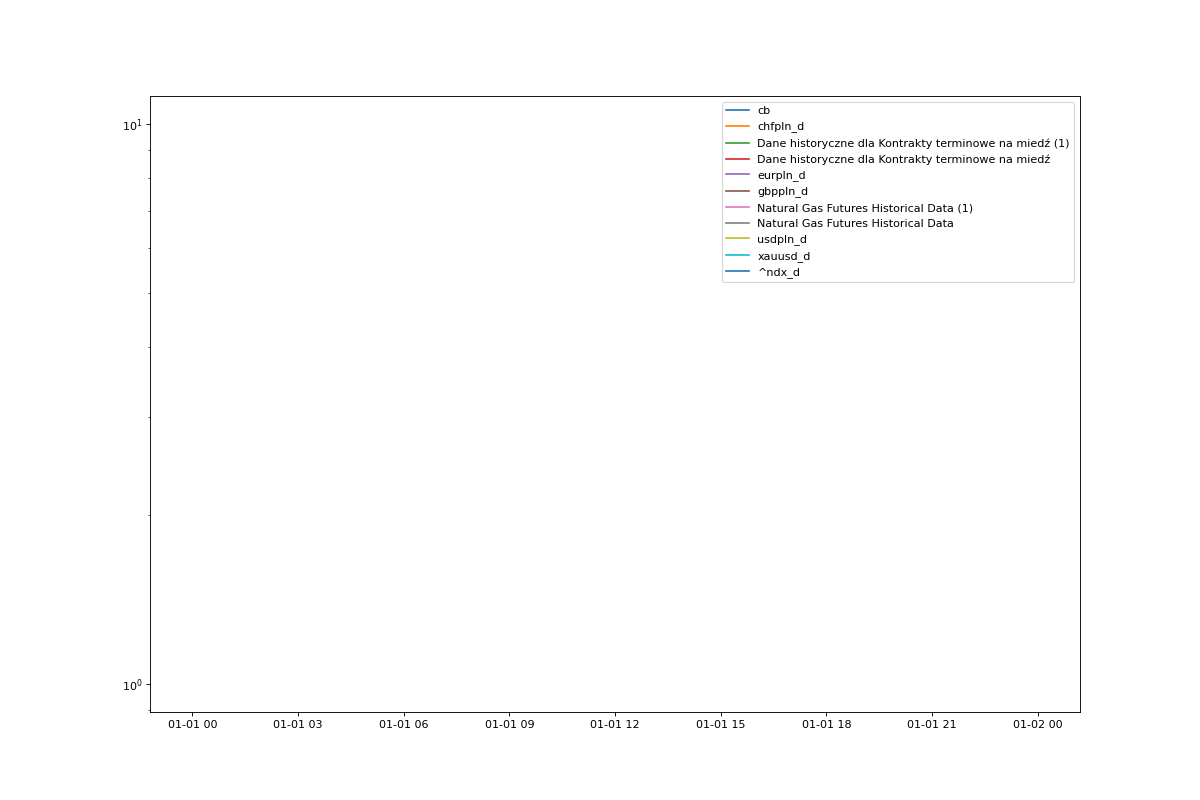 10¹
10⁰
cb
chfpln_d
Dane historyczne dla Kontrakty terminowe na miedź (1)
Dane historyczne dla Kontrakty terminowe na miedź
eurpln_d
gbppln_d
Natural Gas Futures Historical Data (1)
Natural Gas Futures Historical Data
usdpln_d
xauusd_d
^ndx_d
01-01 00 01-01 03 01-01 06 01-01 09 01-01 12 01-01 15 01-01 18 01-01 21 01-02 00